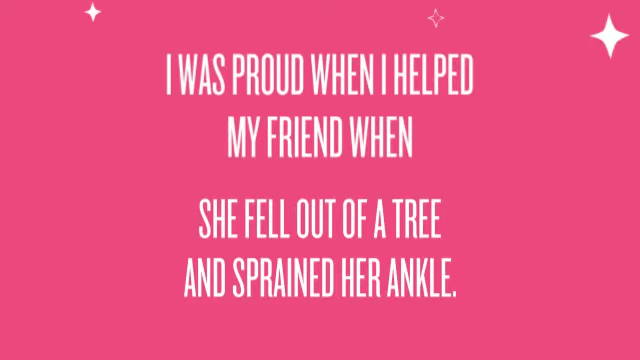 I WAS PROUD WHEN I HELPED
MY FRIEND WHEN
SHE FELL OUT OF A TREE
AND SPRAINED HER ANKLE.